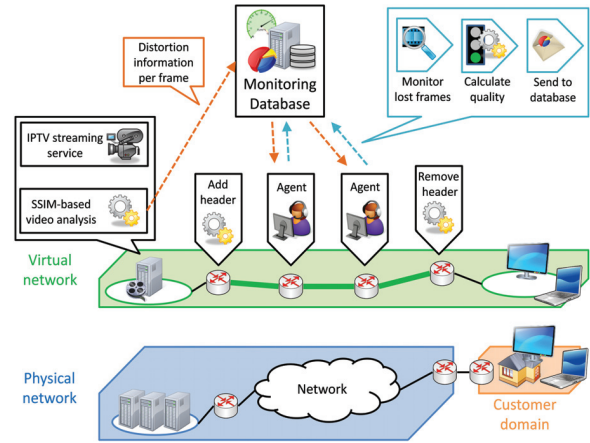 Distortion
information
per frame
Monitoring
Database
Monitor
lost frames
Calculate
quality
Send to
database
IPTV streaming
service
SSIM-based
video analysis
Add
header
Agent
Agent
Remove
header
Virtual
network
Physical
network
Network
Customer
domain